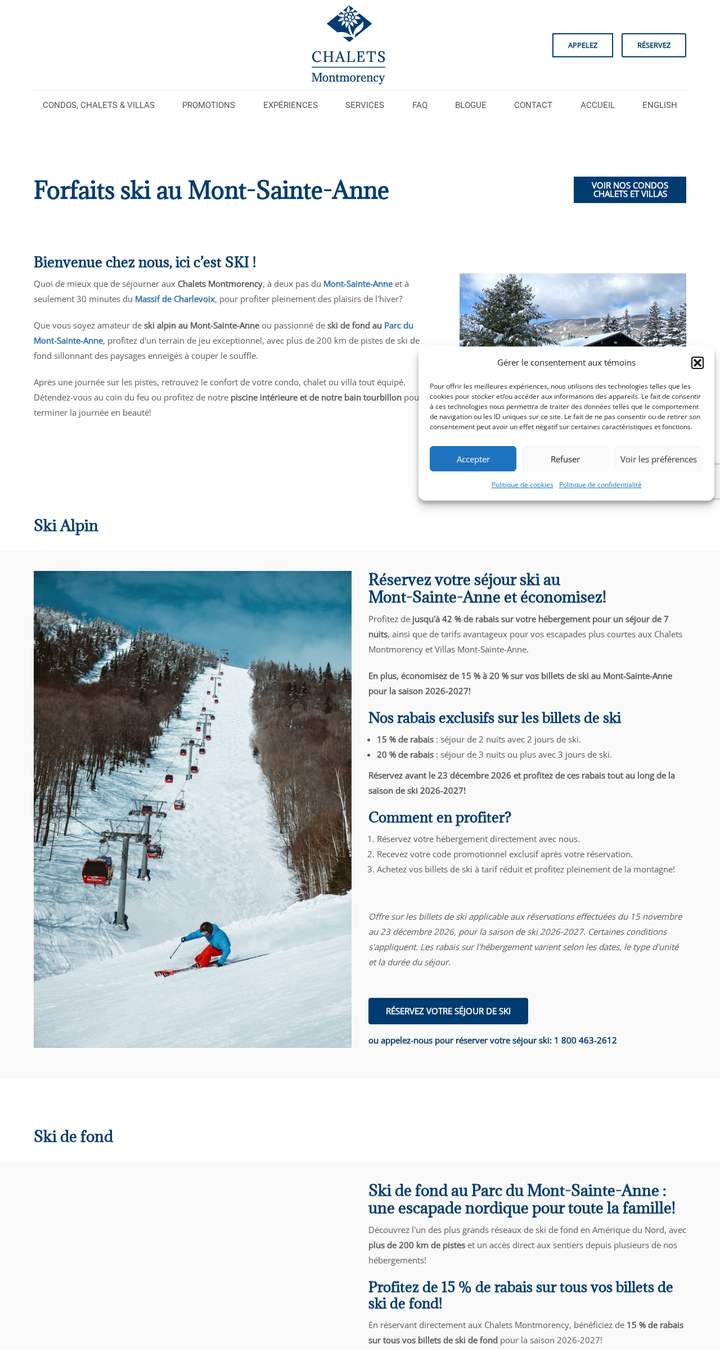 CHALETS
Montmorency
APPELEZ
RÉSERVEZ
CONDOS, CHALETS & VILLAS
PROMOTIONS
EXPÉRIENCES
SERVICES
FAQ
BLOGUE
CONTACT
ACCUEIL
ENGLISH
Forfaits ski au Mont-Sainte-Anne
VOIR NOS CONDOS
CHALETS ET VILLAS
Bienvenue chez nous, ici c’est SKI !
Quoi de mieux que de séjourner aux Chalets Montmorency, à deux pas du Mont-Sainte-Anne et à
seulement 30 minutes du Massif de Charlevoix, pour profiter pleinement des plaisirs de l'hiver?
Que vous soyez amateur de ski alpin au Mont-Sainte-Anne ou passionné de ski de fond au Parc du
Mont-Sainte-Anne, profitez d'un terrain de jeu exceptionnel, avec plus de 200 km de pistes de ski de
fond sillonnant des paysages enneigés à couper le souffle.
Après une journée sur les pistes, retrouvez le confort de votre condo, chalet ou villa tout équipé.
Détendez-vous au coin du feu ou profitez de notre piscine intérieure et de notre bain tourbillon pou
terminer la journée en beauté!
Gérer le consentement aux témoins
Pour offrir les meilleures expériences, nous utilisons des technologies telles que les
cookies pour stocker et/ou accéder aux informations des appareils. Le fait de consentir
à ces technologies nous permettra de traiter des données telles que le comportement
de navigation ou les ID uniques sur ce site. Le fait de ne pas consentir ou de retirer son
consentement peut avoir un effet négatif sur certaines caractéristiques et fonctions.
Accepter
Refuser
Voir les préférences
Politique de cookies
Politique de confidentialité
Ski Alpin
Réservez votre séjour ski au
Mont-Sainte-Anne et économisez!
Profitez de jusqu'à 42 % de rabais sur votre hébergement pour un séjour de 7
nuits, ainsi que de tarifs avantageux pour vos escapades plus courtes aux Chalets
Montmorency et Villas Mont-Sainte-Anne.
En plus, économisez de 15 % à 20 % sur vos billets de ski au Mont-Sainte-Anne
pour la saison 2026-2027!
Nos rabais exclusifs sur les billets de ski
• 15 % de rabais : séjour de 2 nuits avec 2 jours de ski.
• 20 % de rabais : séjour de 3 nuits ou plus avec 3 jours de ski.
Réservez avant le 23 décembre 2026 et profitez de ces rabais tout au long de la
saison de ski 2026-2027!
Comment en profiter?
1. Réservez votre hébergement directement avec nous.
2. Recevez votre code promotionnel exclusif après votre réservation.
3. Achetez vos billets de ski à tarif réduit et profitez pleinement de la montagne!
Offre sur les billets de ski applicable aux réservations effectuées du 15 novembre
au 23 décembre 2026, pour la saison de ski 2026-2027. Certaines conditions
s'appliquent. Les rabais sur l'hébergement varient selon les dates, le type d'unité
et la durée du séjour.
RÉSERVEZ VOTRE SÉJOUR DE SKI
ou appelez-nous pour réserver votre séjour ski: 1 800 463-2612
Ski de fond
Ski de fond au Parc du Mont-Sainte-Anne :
une escapade nordique pour toute la famille!
Découvrez l'un des plus grands réseaux de ski de fond en Amérique du Nord, avec
plus de 200 km de pistes et un accès direct aux sentiers depuis plusieurs de nos
hébergements!
Profitez de 15 % de rabais sur tous vos billets de
ski de fond!
En réservant directement aux Chalets Montmorency, bénéficiez de 15 % de rabais
sur tous vos billets de ski de fond pour la saison 2026-2027!